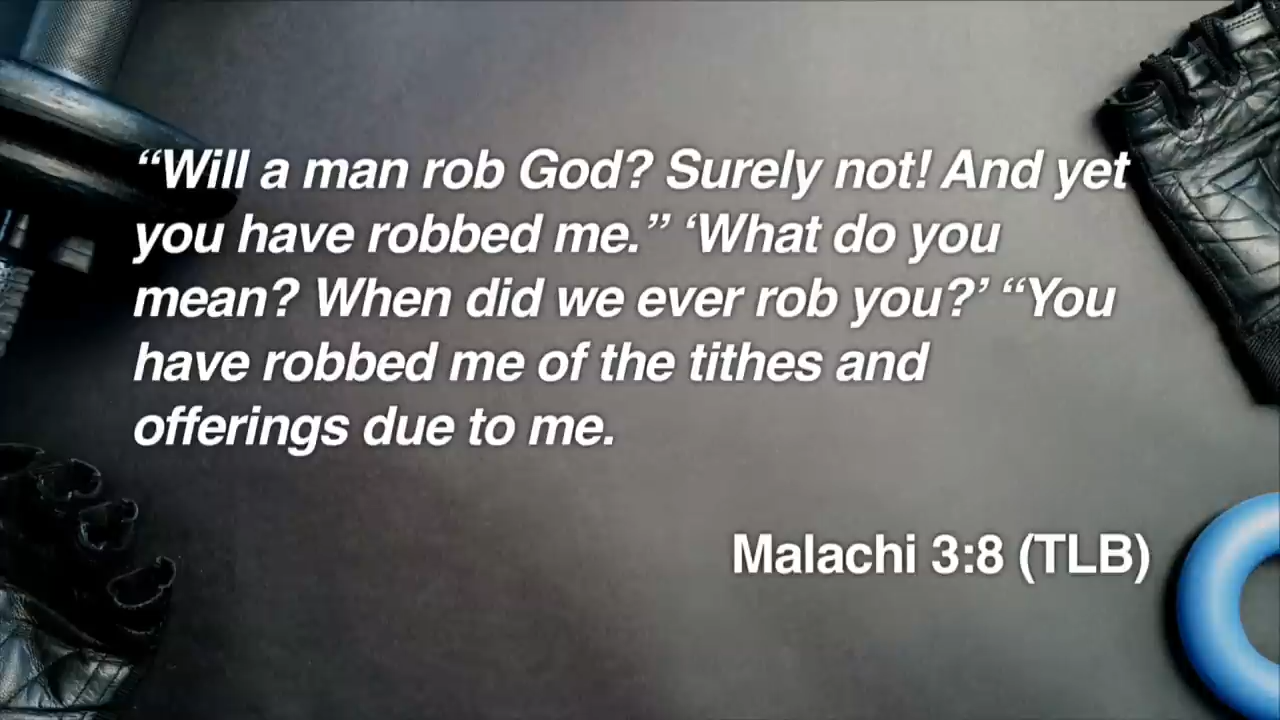 “Will a man rob God? Surely not! And yet
you have robbed me.” ‘What do you
mean? When did we ever rob you?’ “You
have robbed me of the tithes and
offerings due to me.
Malachi 3:8 (TLB)